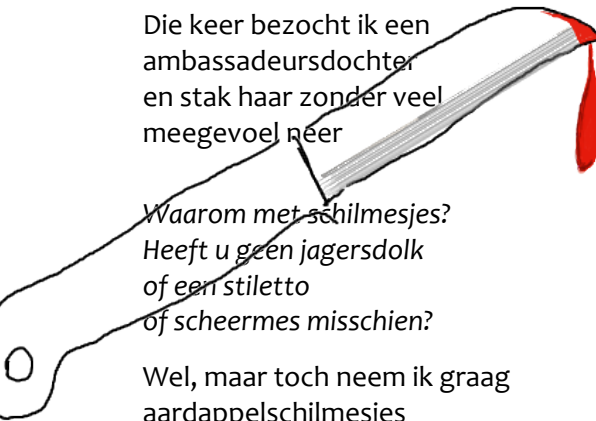 Die keer bezocht ik een
ambassadeursdochter
en stak haar zonder veel
meegevoel neer
Waarom met schilmesjes?
Heeft u geen jagersdolk
of een stiletto
of scheermes misschien?
Wel, maar toch neem ik graag
aardappelschilmesjes